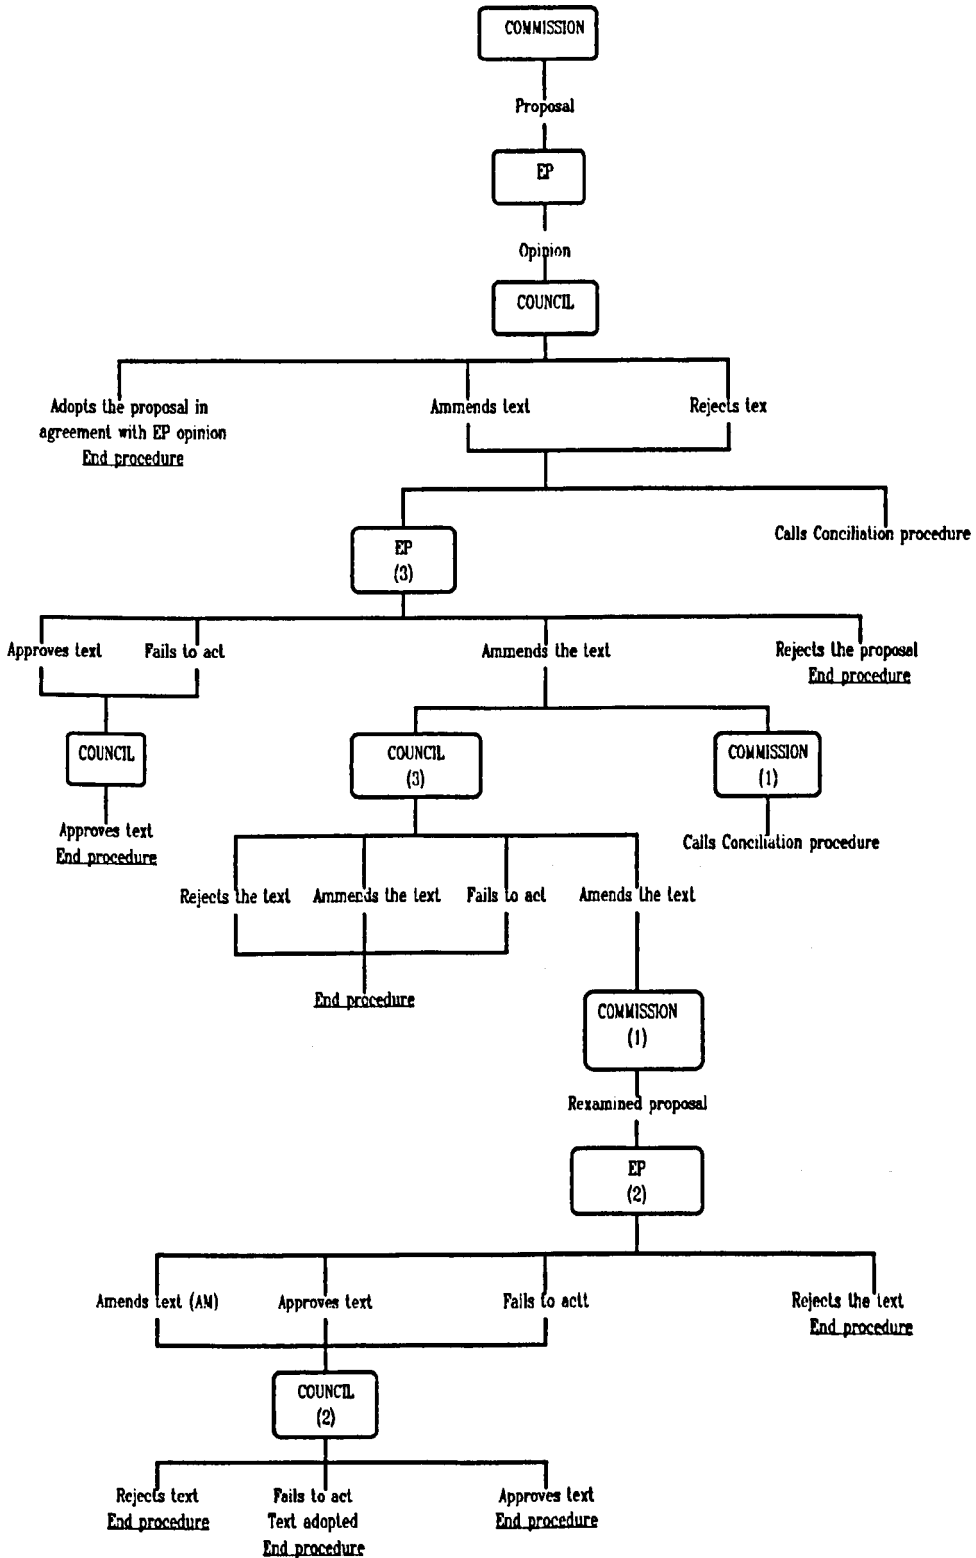 COMMISSION
Proposal
EP
Opinion
COUNCIL
Adopts the proposal in
agreement with EP opinion
End procedure
Ammends text
Rejects tex
Calls Conciliation procedure
EP
(3)
Approves text
Fails to act
Ammends the text
Rejects the proposal
End procedure
COUNCIL
Approves text
End procedure
COUNCIL
(3)
COMMISSION
(1)
Calls Conciliation procedure
Rejects the text
Ammends the text
Fails to act
Amends the text
End procedure
COMMISSION
(1)
Rexamined proposal
EP
(2)
Amends text (AM)
Approves text
Fails to actt
Rejects the text
End procedure
COUNCIL
(2)
Rejects text
End procedure
Fails to act
Text adopted
End procedure
Approves text
End procedure